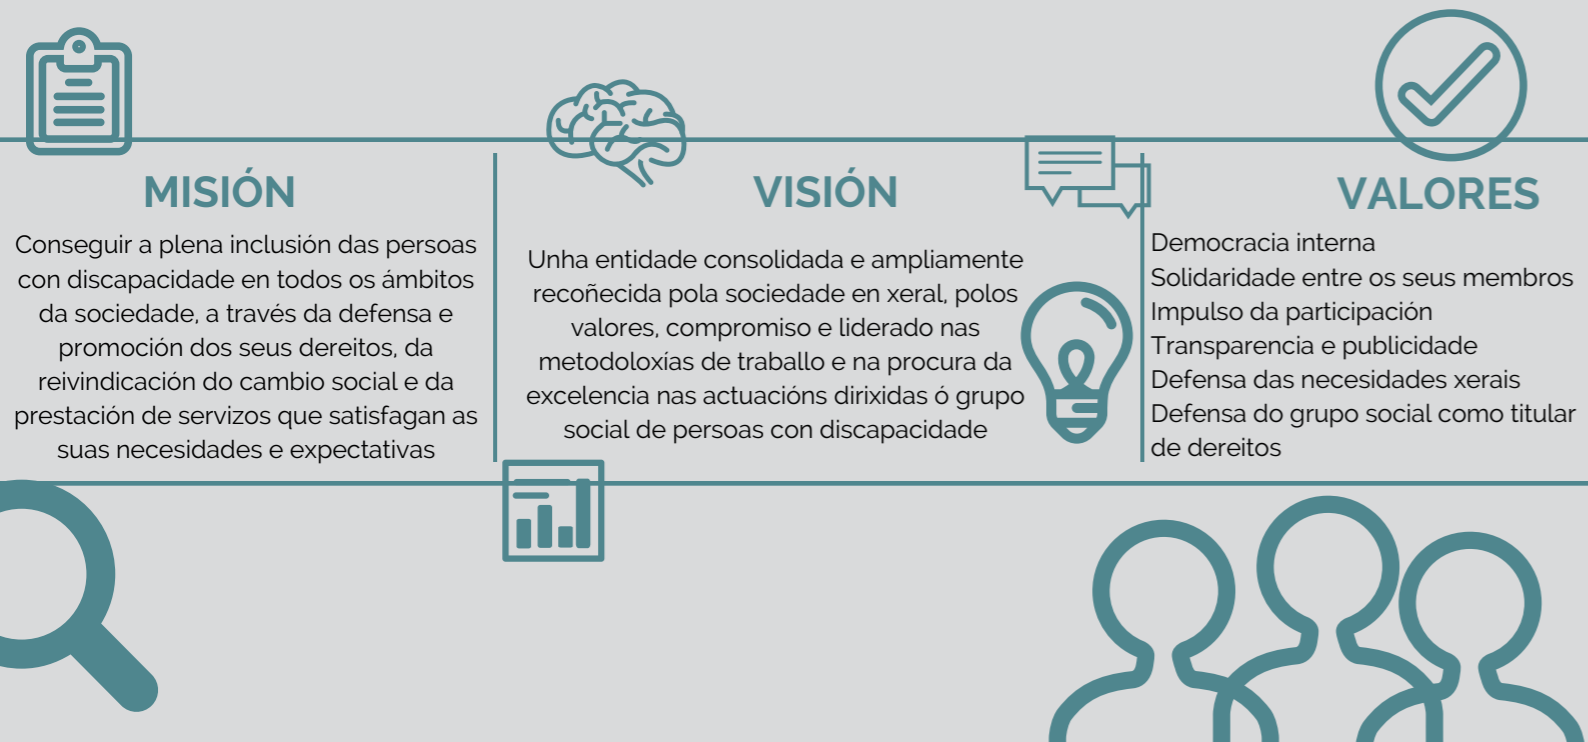 MISIÓN
Conseguir a plena inclusión das persoas
con discapacidade en todos os ámbitos
da sociedade, a través da defensa e
promoción dos seus dereitos, da
reivindicación do cambio social e da
prestación de servizos que satisfagan as
suas necesidades e expectativas
VISIÓN
Unha entidade consolidada e ampliamente
recoñecida pola sociedade en xeral, polos
valores, compromiso e liderado nas
metodoloxías de traballo e na procura da
excelencia nas actuacións dirixidas ó grupo
social de persoas con discapacidade
VALORES
Democracia interna
Solidaridade entre os seus membros
Impulso da participación
Transparencia e publicidade
Defensa das necesidades xerais
Defensa do grupo social como titular
de dereitos